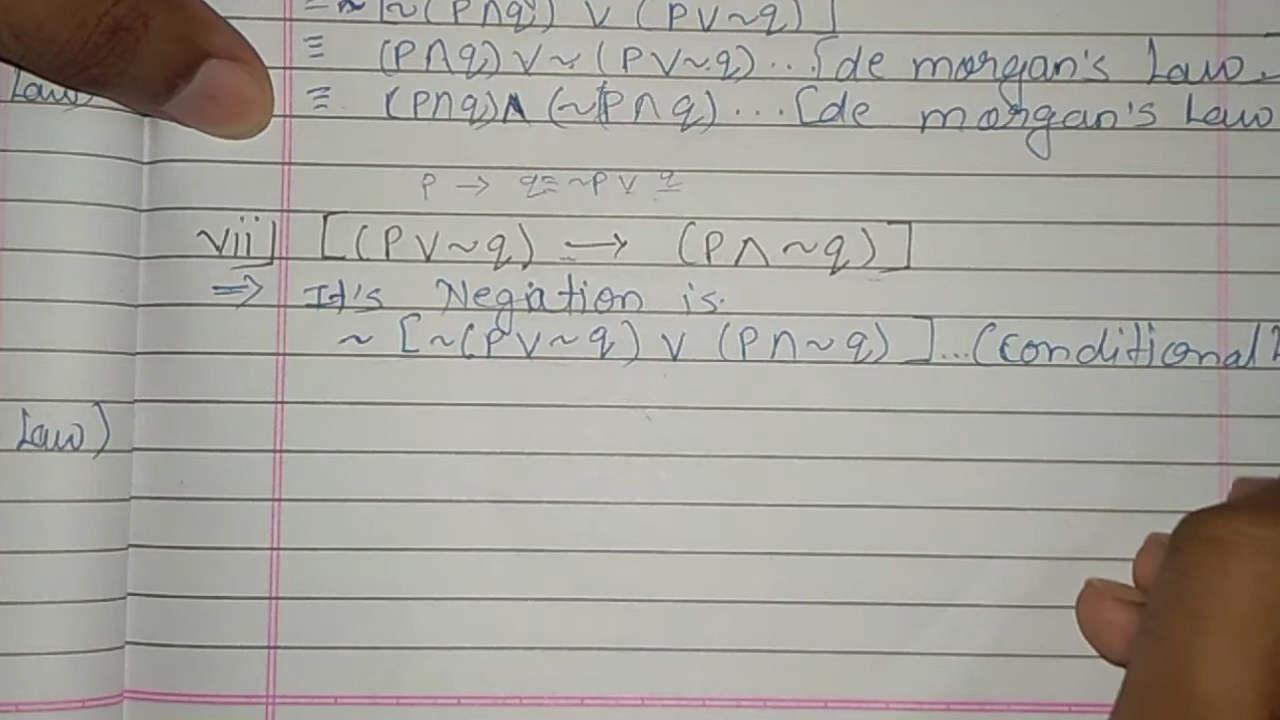 ≡ ~ [~(p∧q) ∨ (p∨~q)]
≡ (p∧q) ∨ ~ (p∨~q)...[de morgan's Law.
Law)
≡ (p∧q)∧ (~p∧q)...[de morgan's Law
p → q ≡ ~p ∨ q
vii] [(p∨~q) → (p∧~q)]
⇒ It's Negation is.
~ [~(p∨~q) ∨ (p∧~q)]...(conditional
Law)